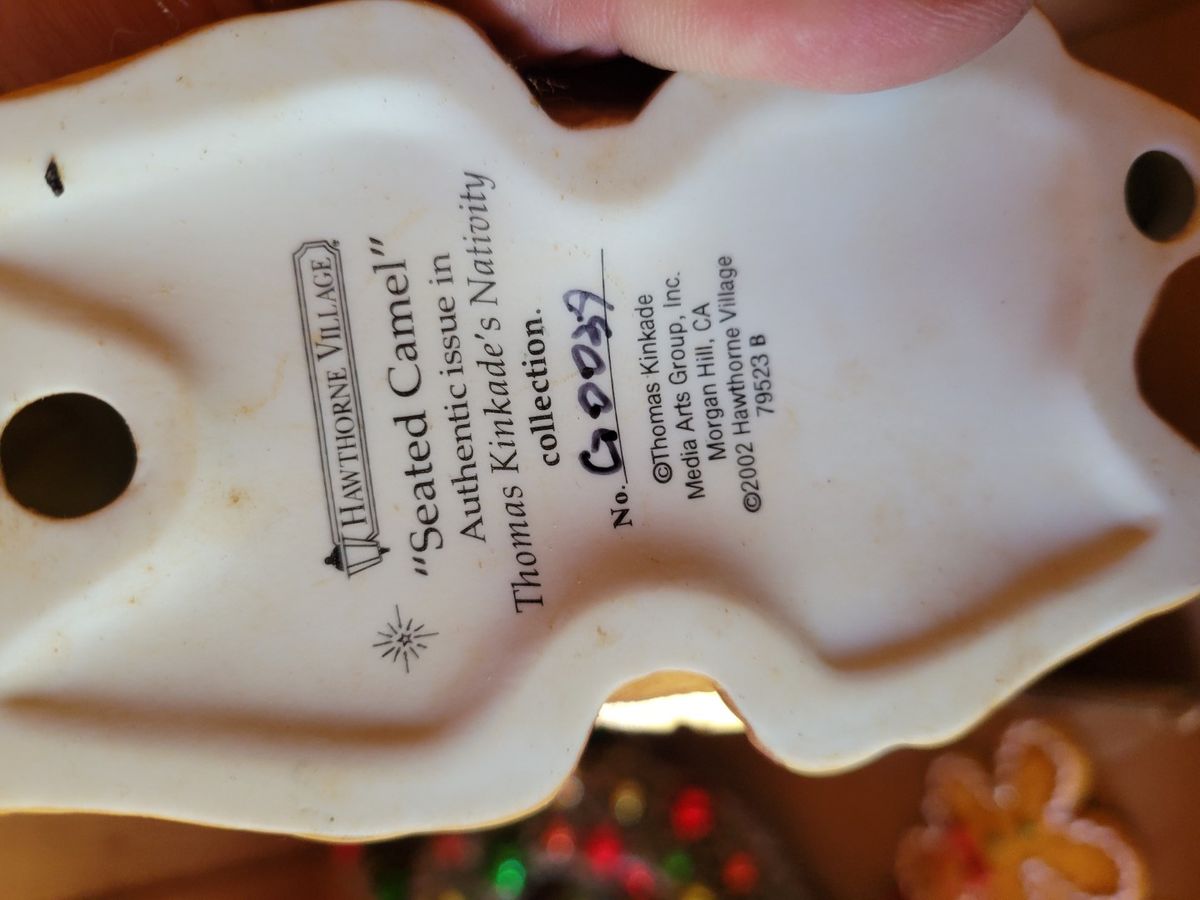 HAWTHORNE VILLAGE
"Seated Camel"
Authentic issue in
Thomas Kinkade's Nativity
collection.
No. G0039
©Thomas Kinkade
Media Arts Group, Inc.
Morgan Hill, CA
©2002 Hawthorne Village
79523 B